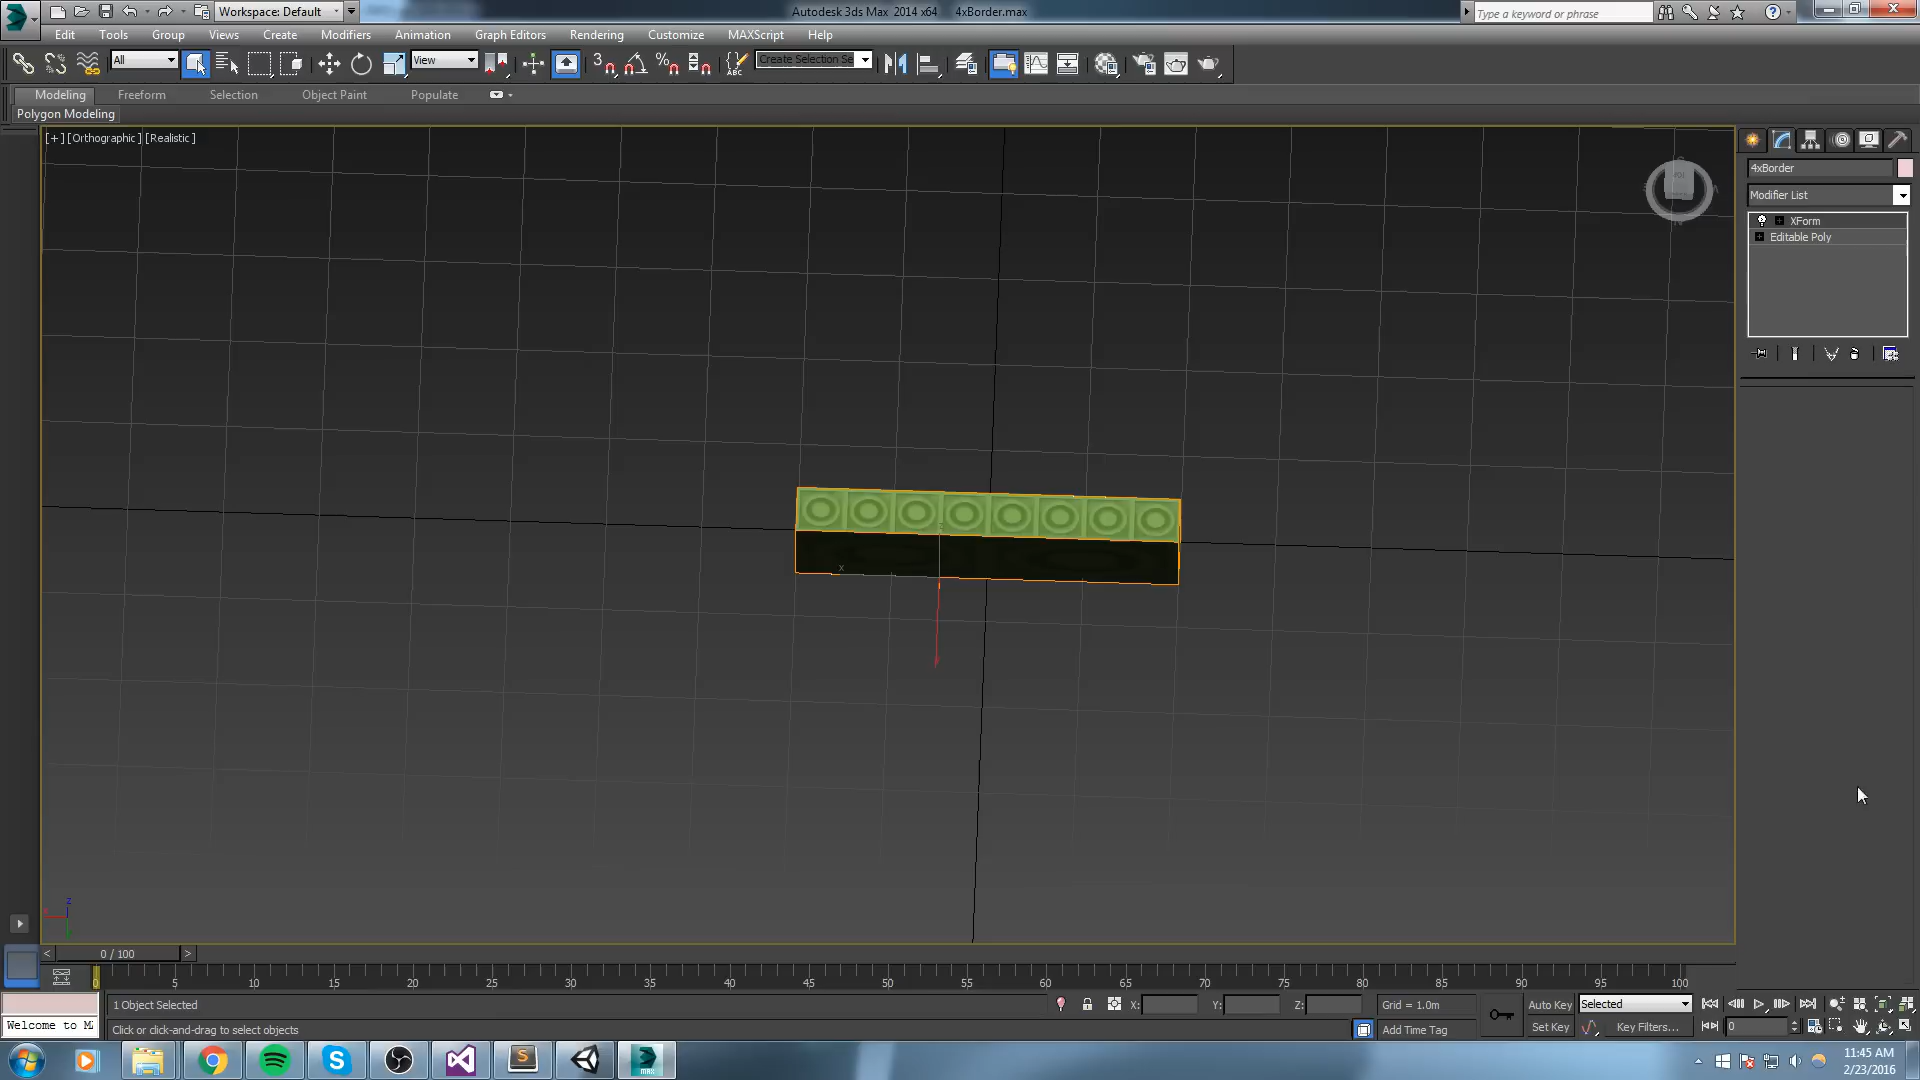 Workspace: Default
Autodesk 3ds Max 2014 x64 4xBorder.max
Type a keyword or phrase
Edit Tools Group Views Create Modifiers Animation Graph Editors Rendering Customize MAXScript Help
All
View
3
Create Selection Se
Modeling Freeform Selection Object Paint Populate
Polygon Modeling
[+] [Orthographic] [Realistic]
4xBorder
Modifier List
XForm
Editable Poly
x
z
< 0 / 100 >
0 5 10 15 20 25 30 35 40 45 50 55 60 65 70 75 80 85 90 95 100
1 Object Selected
X: Y: Z: Grid = 1.0m
Auto Key Selected
Welcome to M
Click or click-and-drag to select objects
Add Time Tag
Set Key Key Filters... 0
11:45 AM
2/23/2016